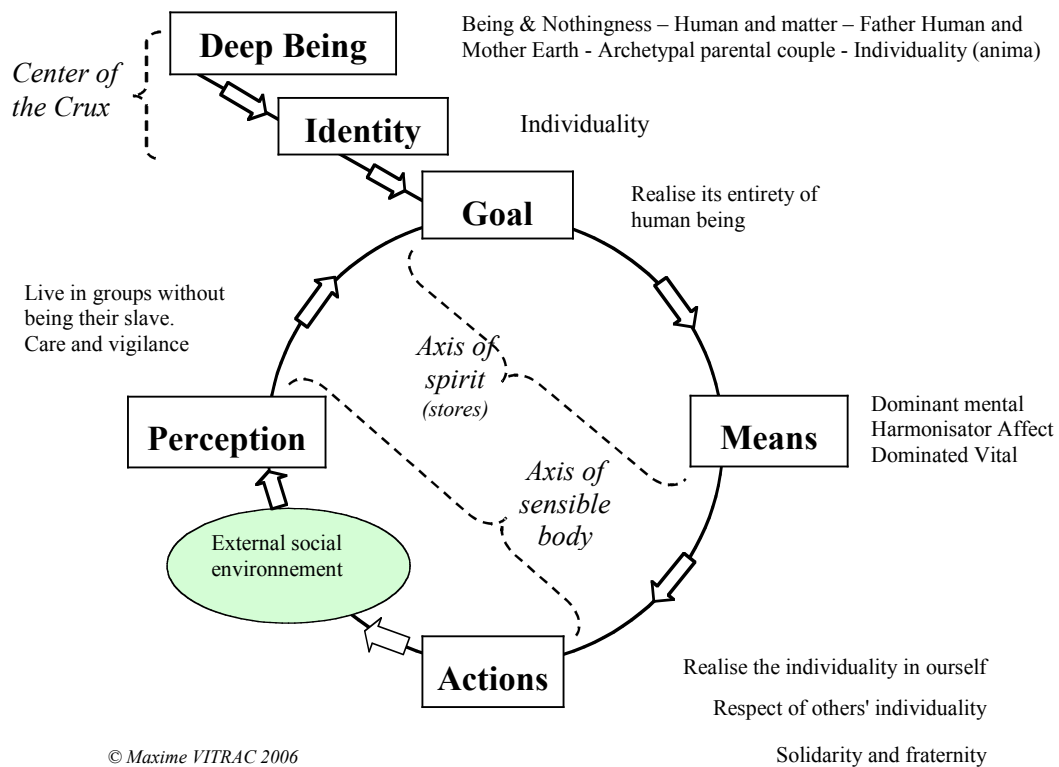 Deep Being
Being & Nothingness – Human and matter – Father Human and
Mother Earth - Archetypal parental couple - Individuality (anima)
Center of
the Crux
Identity
Individuality
Goal
Realise its entirety of
human being
Live in groups without
being their slave.
Care and vigilance
Axis of
spirit
(stores)
Perception
Means
Dominant mental
Harmonisator Affect
Dominated Vital
Axis of
sensible
body
External social
environnement
Actions
Realise the individuality in ourself
Respect of others' individuality
Solidarity and fraternity
© Maxime VITRAC 2006